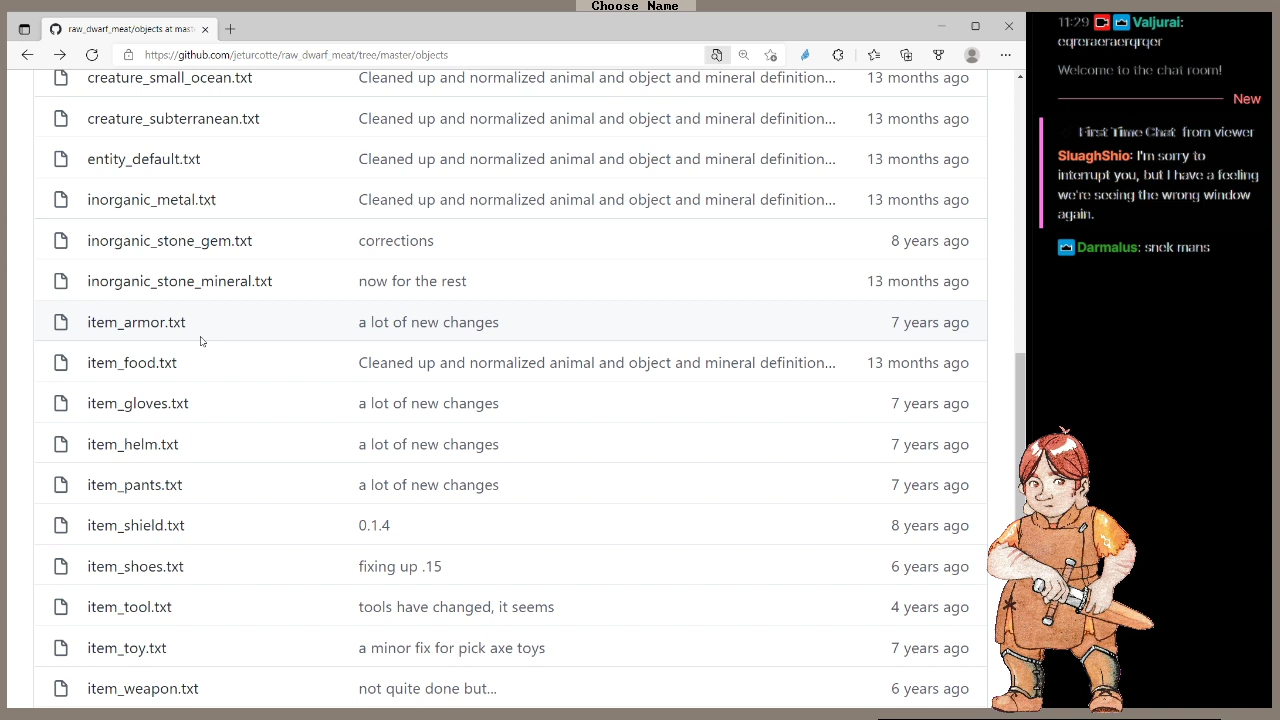 Choose Name
raw_dwarf_meat/objects at mast
https://github.com/jeturcotte/raw_dwarf_meat/tree/master/objects
creature_small_ocean.txt Cleaned up and normalized animal and object and mineral definition... 13 months ago
creature_subterranean.txt Cleaned up and normalized animal and object and mineral definition... 13 months ago
entity_default.txt Cleaned up and normalized animal and object and mineral definition... 13 months ago
inorganic_metal.txt Cleaned up and normalized animal and object and mineral definition... 13 months ago
inorganic_stone_gem.txt corrections 8 years ago
inorganic_stone_mineral.txt now for the rest 13 months ago
item_armor.txt a lot of new changes 7 years ago
item_food.txt Cleaned up and normalized animal and object and mineral definition... 13 months ago
item_gloves.txt a lot of new changes 7 years ago
item_helm.txt a lot of new changes 7 years ago
item_pants.txt a lot of new changes 7 years ago
item_shield.txt 0.1.4 8 years ago
item_shoes.txt fixing up .15 6 years ago
item_tool.txt tools have changed, it seems 4 years ago
item_toy.txt a minor fix for pick axe toys 7 years ago
item_weapon.txt not quite done but... 6 years ago
11:29 Valjurai:
eqreraeraerqrqer
Welcome to the chat room!
New
First Time Chat from viewer
SluaghShio: I'm sorry to
interrupt you, but I have a feeling
we're seeing the wrong window
again.
Darmalus: snek mans